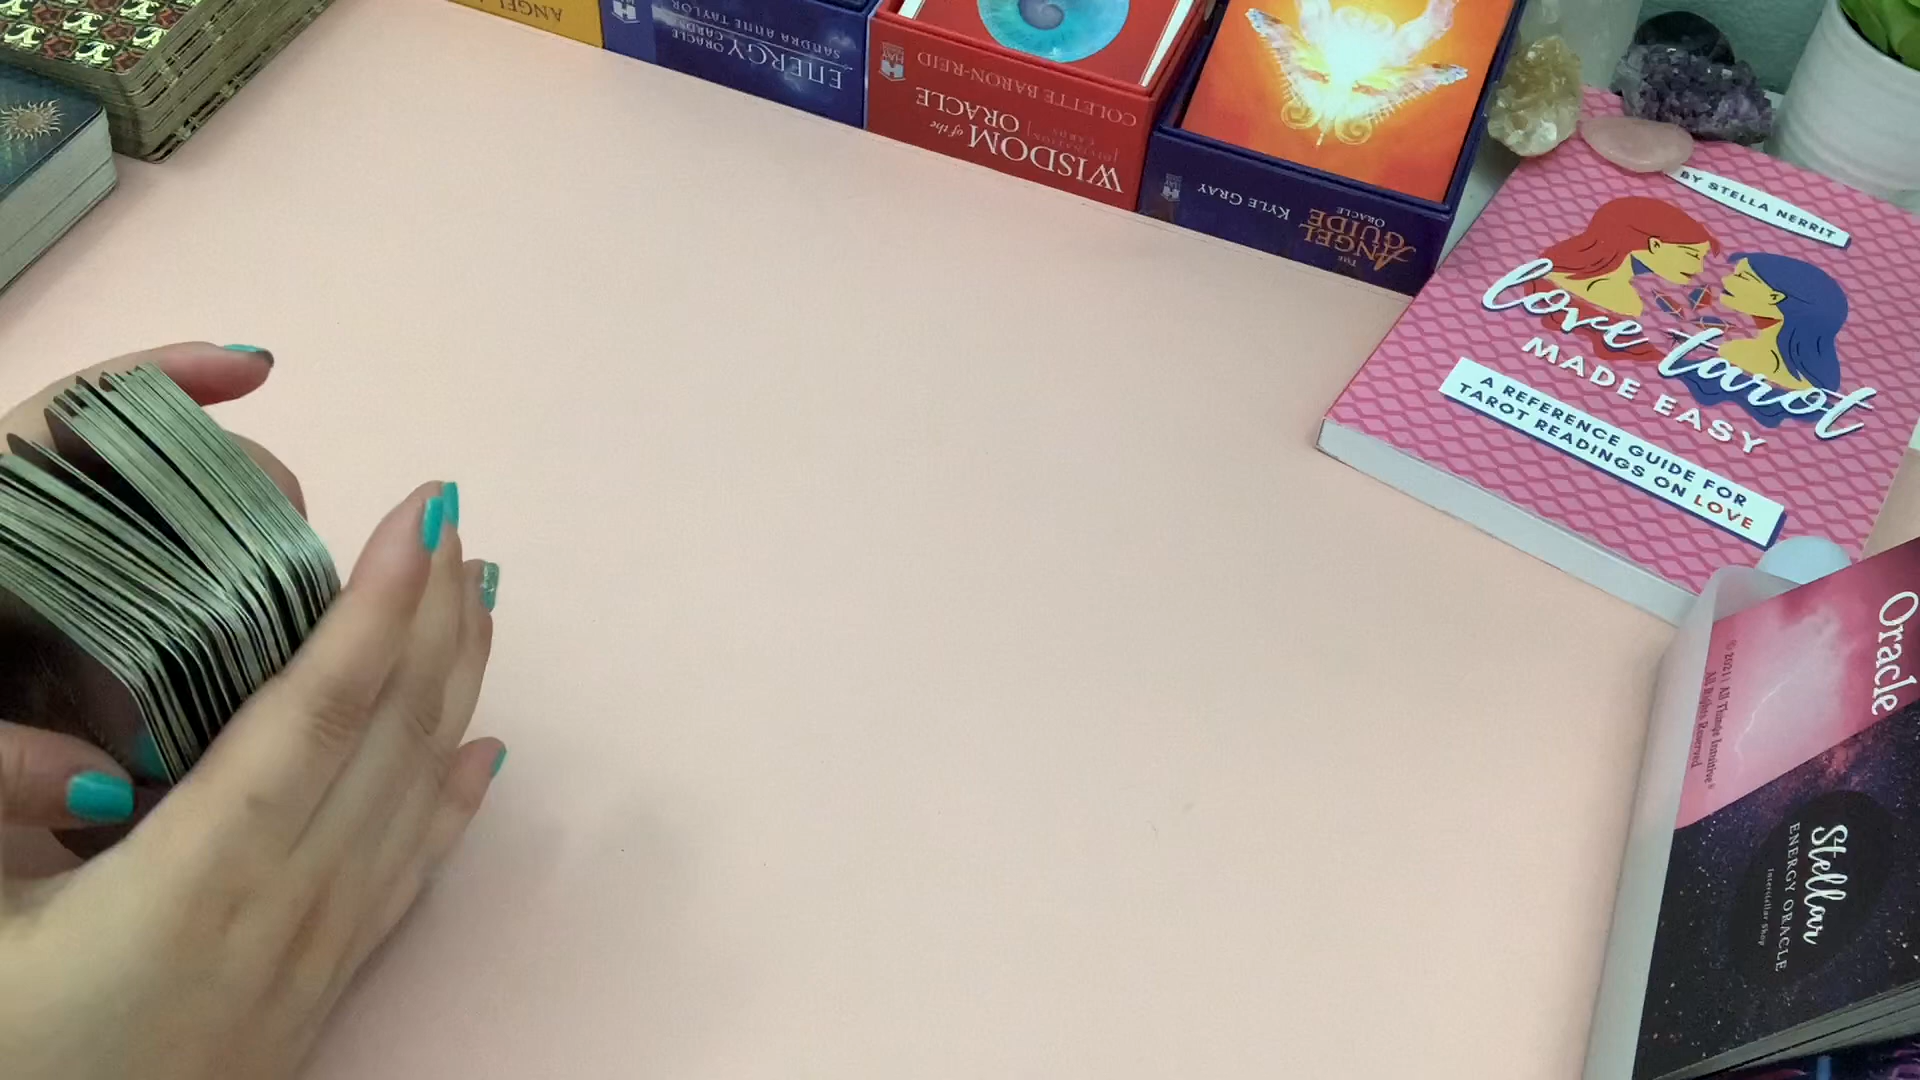 ANGEL
ENERGY
ORACLE
CARDS
SANDRA ANNE TAYLOR
WISDOM
of the
ORACLE
DIVINATION
CARDS
COLETTE BARON-REID
HAY
THE
ANGEL
GUIDE
ORACLE
KYLE GRAY
BY STELLA NERRIT
love tarot
MADE EASY
A REFERENCE GUIDE FOR
TAROT READINGS ON LOVE
Oracle
© 2021 All Things Intuitive®
All Rights Reserved
Stellar
ENERGY ORACLE
Interstellar Shop